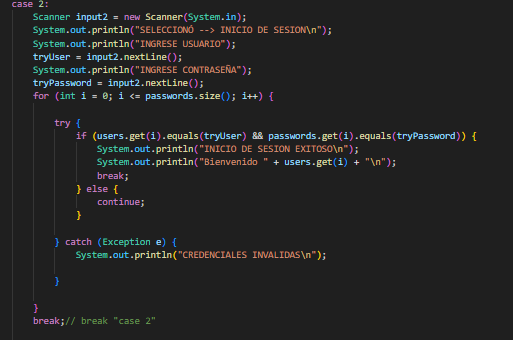 case 2:
Scanner input2 = new Scanner(System.in);
System.out.println("SELECCIONÓ --> INICIO DE SESION\n");
System.out.println("INGRESE USUARIO");
tryUser = input2.nextLine();
System.out.println("INGRESE CONTRASEÑA");
tryPassword = input2.nextLine();
for (int i = 0; i <= passwords.size(); i++) {
try {
if (users.get(i).equals(tryUser) && passwords.get(i).equals(tryPassword)) {
System.out.println("INICIO DE SESION EXITOSO\n");
System.out.println("Bienvenido " + users.get(i) + "\n");
break;
} else {
continue;
}
} catch (Exception e) {
System.out.println("CREDENCIALES INVALIDAS\n");
}
}
break;// break "case 2"